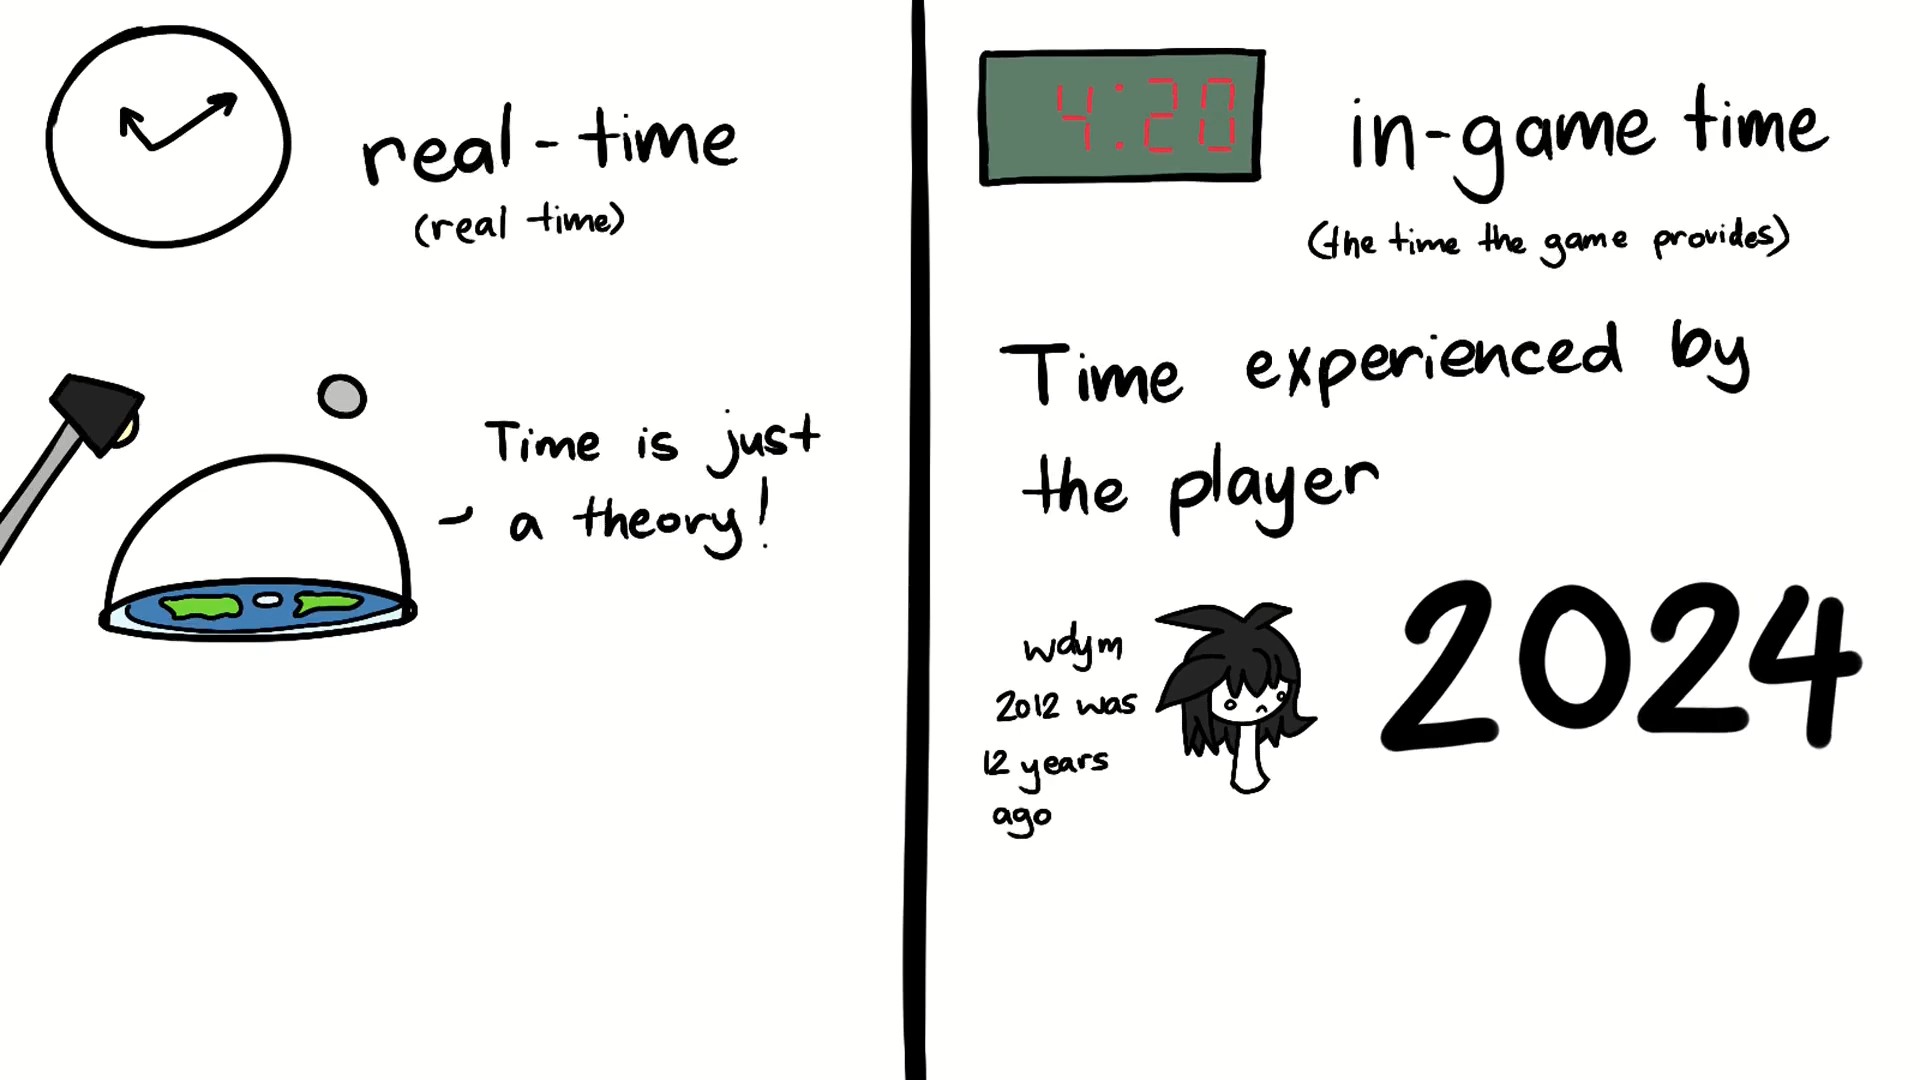 real-time
(real time)
Time is just
- a theory!
4:20
in-game time
(the time the game provides)
Time experienced by
the player
wdym
2012 was
12 years
ago
2024